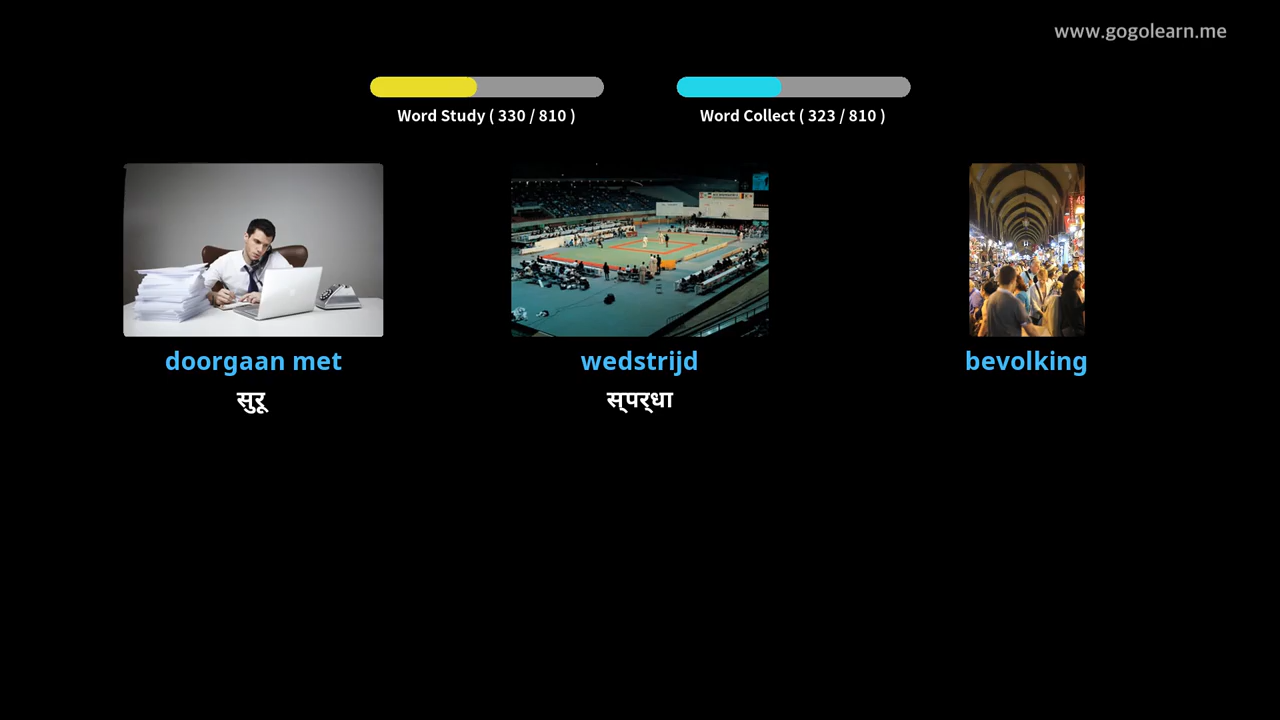 www.gogolearn.me
Word Study ( 330 / 810 )
Word Collect ( 323 / 810 )
doorgaan met
wedstrijd
bevolking
सुरू
स्पर्धा